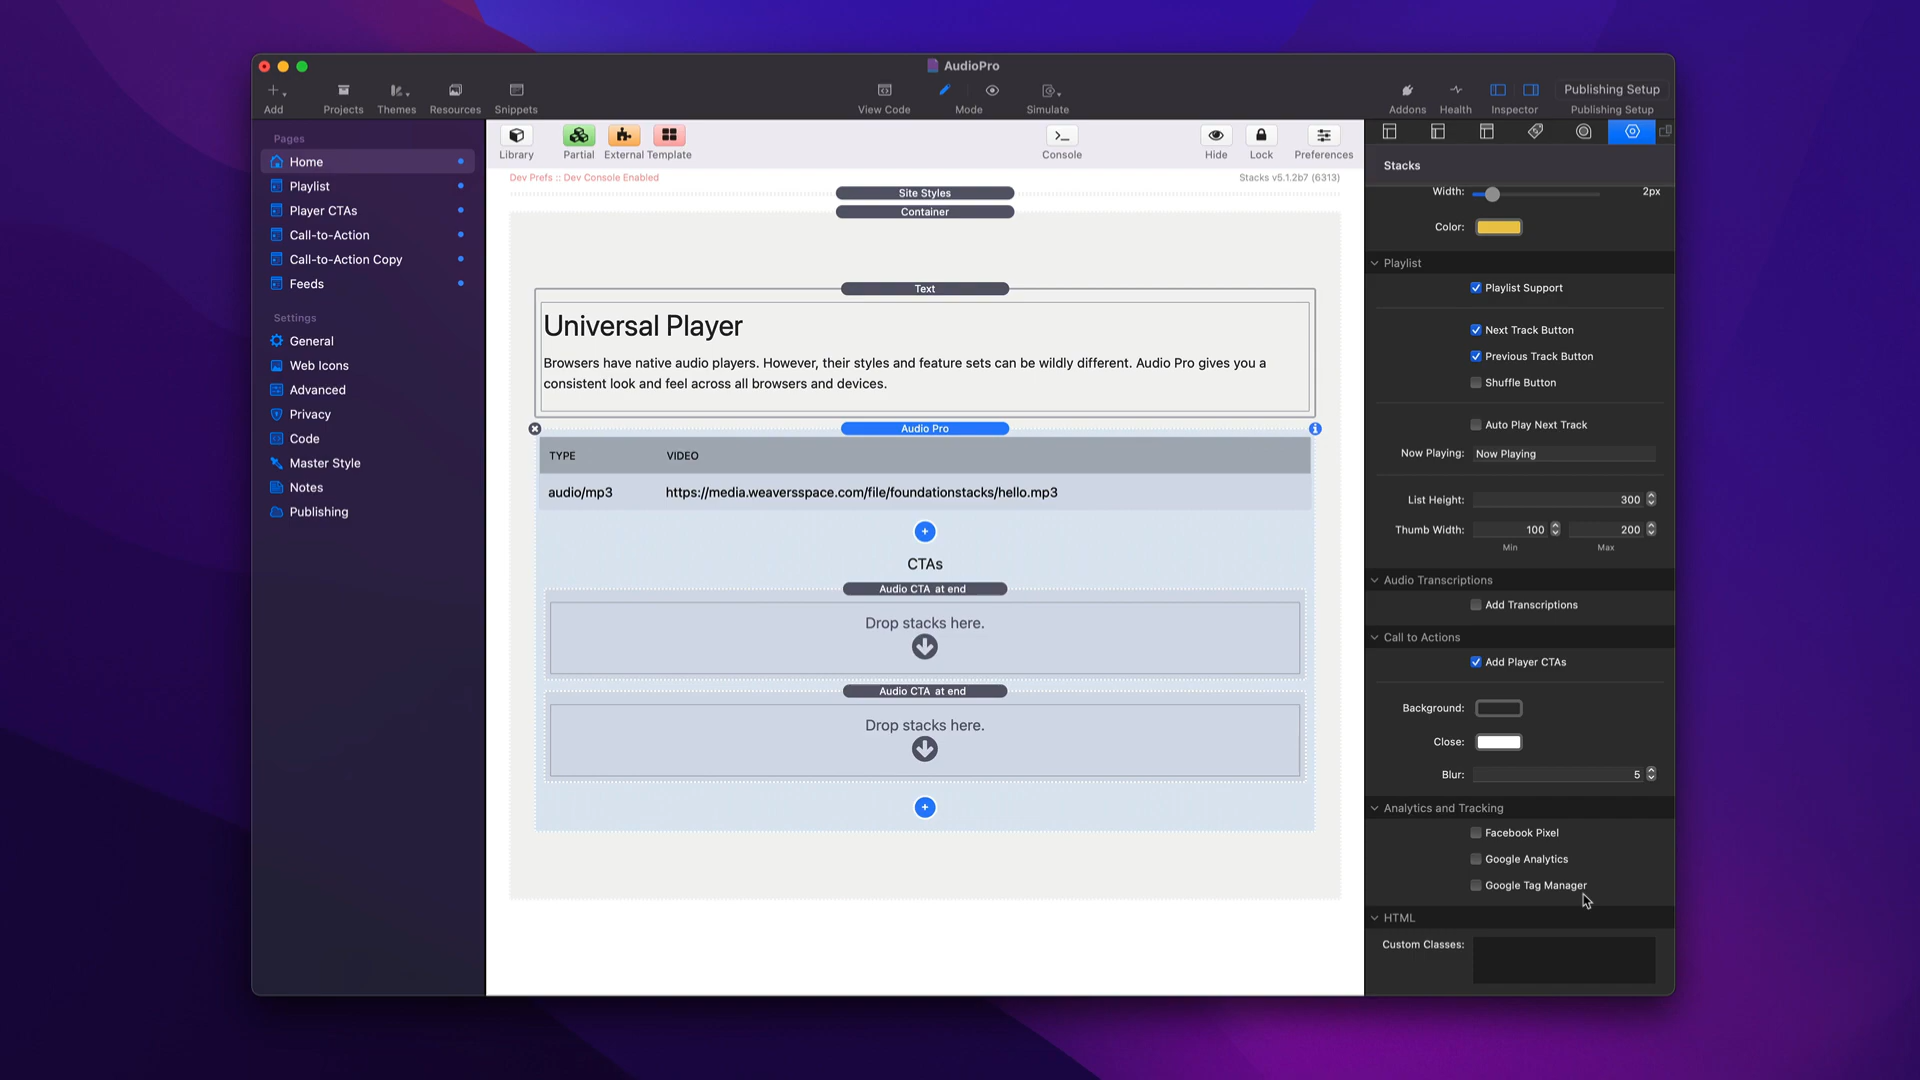 AudioPro
Add
Projects
Themes
Resources
Snippets
View Code
Mode
Simulate
Addons
Health
Inspector
Publishing Setup
Publishing Setup
Pages
Home
Playlist
Player CTAs
Call-to-Action
Call-to-Action Copy
Feeds
Settings
General
Web Icons
Advanced
Privacy
Code
Master Style
Notes
Publishing
Library
Partial
External
Template
Console
Hide
Lock
Preferences
Dev Prefs :: Dev Console Enabled
Stacks v5.1.2b7 (6313)
Site Styles
Container
Text
Universal Player
Browsers have native audio players. However, their styles and feature sets can be wildly different. Audio Pro gives you a
consistent look and feel across all browsers and devices.
Audio Pro
TYPE VIDEO
audio/mp3 https://media.weaversspace.com/file/foundationstacks/hello.mp3
CTAs
Audio CTA at end
Drop stacks here.
Audio CTA at end
Drop stacks here.
Stacks
Width: 2px
Color:
Playlist
Playlist Support
Next Track Button
Previous Track Button
Shuffle Button
Auto Play Next Track
Now Playing: Now Playing
List Height: 300
Thumb Width: 100 200
Min Max
Audio Transcriptions
Add Transcriptions
Call to Actions
Add Player CTAs
Background:
Close:
Blur: 5
Analytics and Tracking
Facebook Pixel
Google Analytics
Google Tag Manager
HTML
Custom Classes: